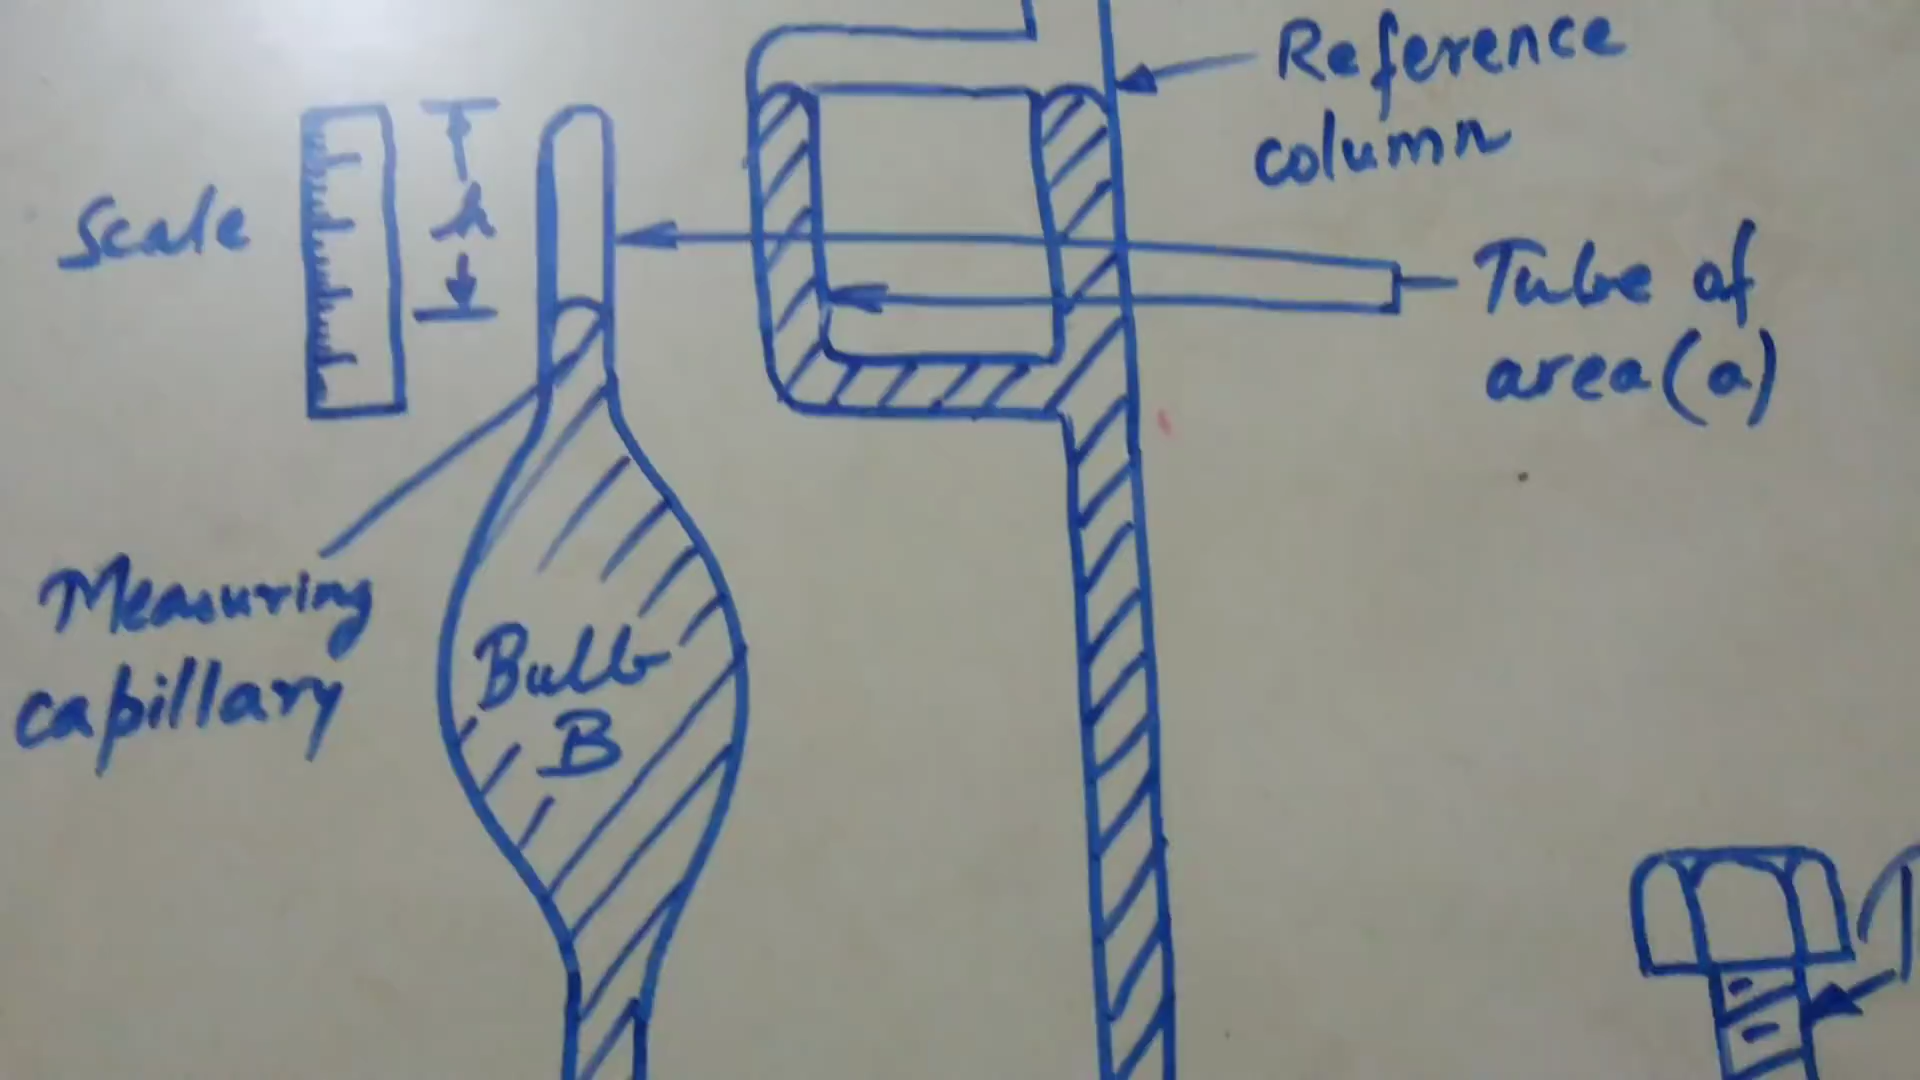 Reference
column
Scale
h
Tube of
area(a)
Measuring
capillary
Bulb
B